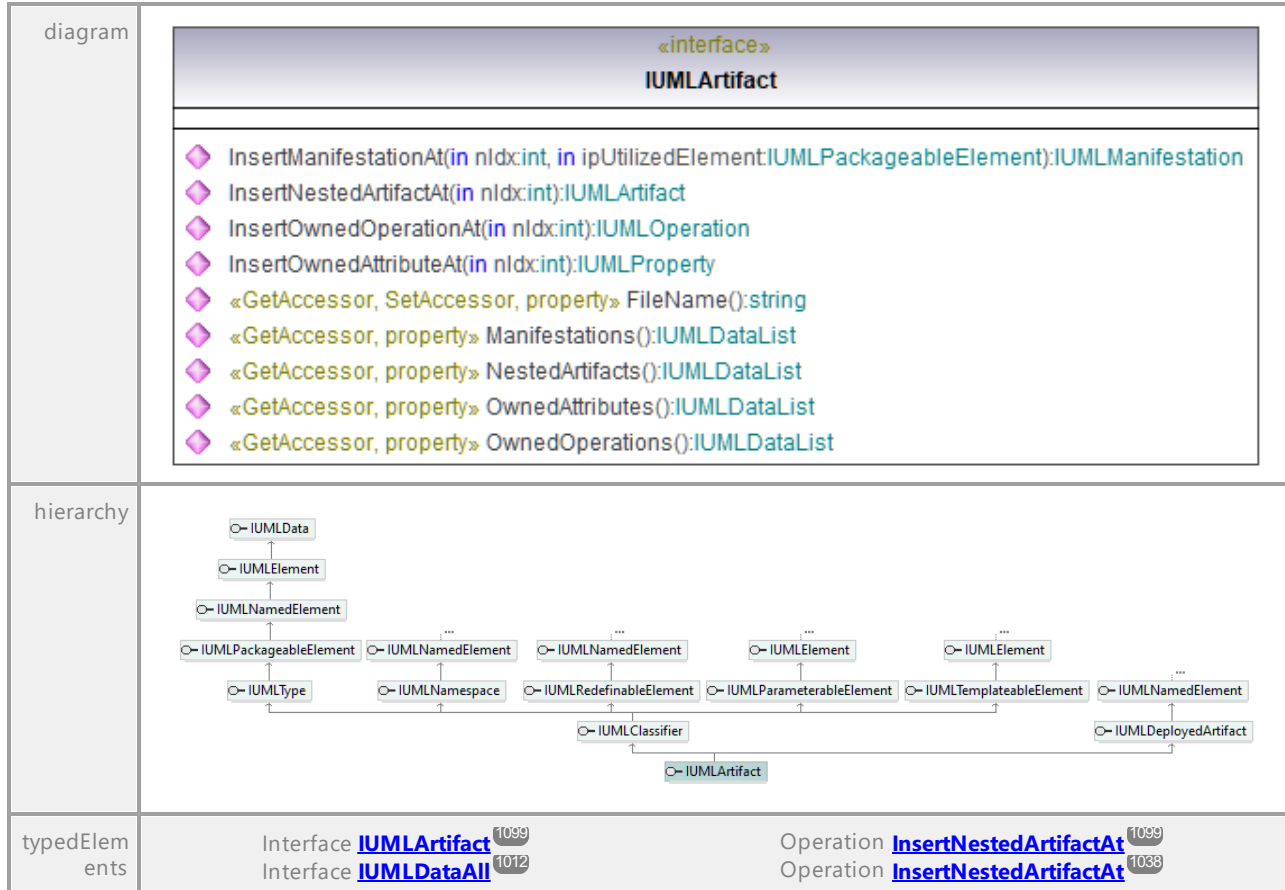 diagram
«interface»
IUMLArtifact
InsertManifestationAt(in nIdx:int, in ipUtilizedElement:IUMLPackageableElement):IUMLManifestation
InsertNestedArtifactAt(in nIdx:int):IUMLArtifact
InsertOwnedOperationAt(in nIdx:int):IUMLOperation
InsertOwnedAttributeAt(in nIdx:int):IUMLProperty
«GetAccessor, SetAccessor, property» FileName():string
«GetAccessor, property» Manifestations():IUMLDataList
«GetAccessor, property» NestedArtifacts():IUMLDataList
«GetAccessor, property» OwnedAttributes():IUMLDataList
«GetAccessor, property» OwnedOperations():IUMLDataList
hierarchy
IUMLData
IUMLElement
IUMLNamedElement
... ... ... ...
IUMLPackageableElement IUMLNamedElement IUMLNamedElement IUMLElement IUMLElement
...
IUMLType IUMLNamespace IUMLRedefinableElement IUMLParameterableElement IUMLTemplateableElement IUMLNamedElement
IUMLClassifier IUMLDeployedArtifact
IUMLArtifact
typedElem
ents
Interface IUMLArtifact 1099 Operation InsertNestedArtifactAt 1099
Interface IUMLDataAll 1012 Operation InsertNestedArtifactAt 1038